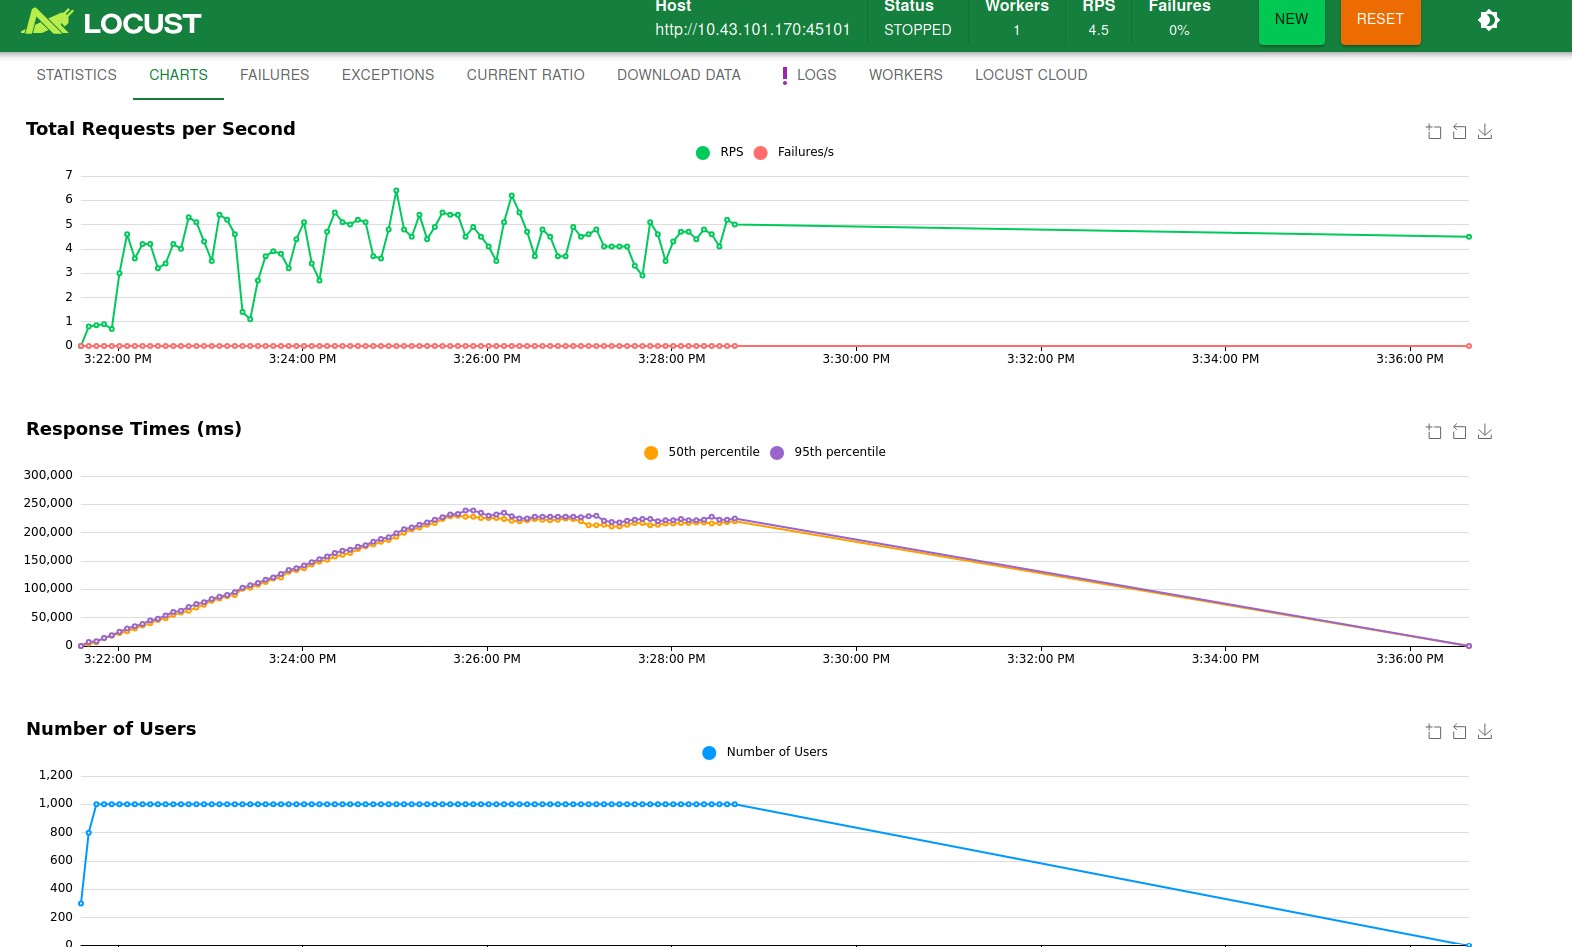 LOCUST
Host
http://10.43.101.170:45101
Status
STOPPED
Workers
1
RPS
4.5
Failures
0%
NEW
RESET
STATISTICS CHARTS FAILURES EXCEPTIONS CURRENT RATIO DOWNLOAD DATA ! LOGS WORKERS LOCUST CLOUD
Total Requests per Second
RPS Failures/s
7
6
5
4
3
2
1
0
3:22:00 PM 3:24:00 PM 3:26:00 PM 3:28:00 PM 3:30:00 PM 3:32:00 PM 3:34:00 PM 3:36:00 PM
Response Times (ms)
50th percentile 95th percentile
300,000
250,000
200,000
150,000
100,000
50,000
0
3:22:00 PM 3:24:00 PM 3:26:00 PM 3:28:00 PM 3:30:00 PM 3:32:00 PM 3:34:00 PM 3:36:00 PM
Number of Users
Number of Users
1,200
1,000
800
600
400
200
0